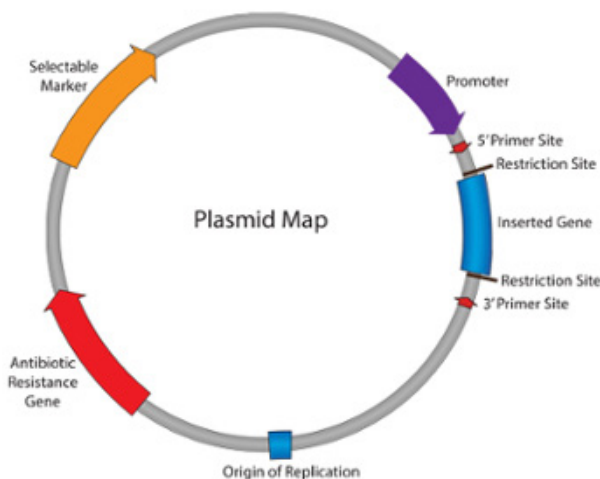 Selectable
Marker
Promoter
5' Primer Site
Restriction Site
Plasmid Map
Inserted Gene
Restriction Site
3' Primer Site
Antibiotic
Resistance
Gene
Origin of Replication